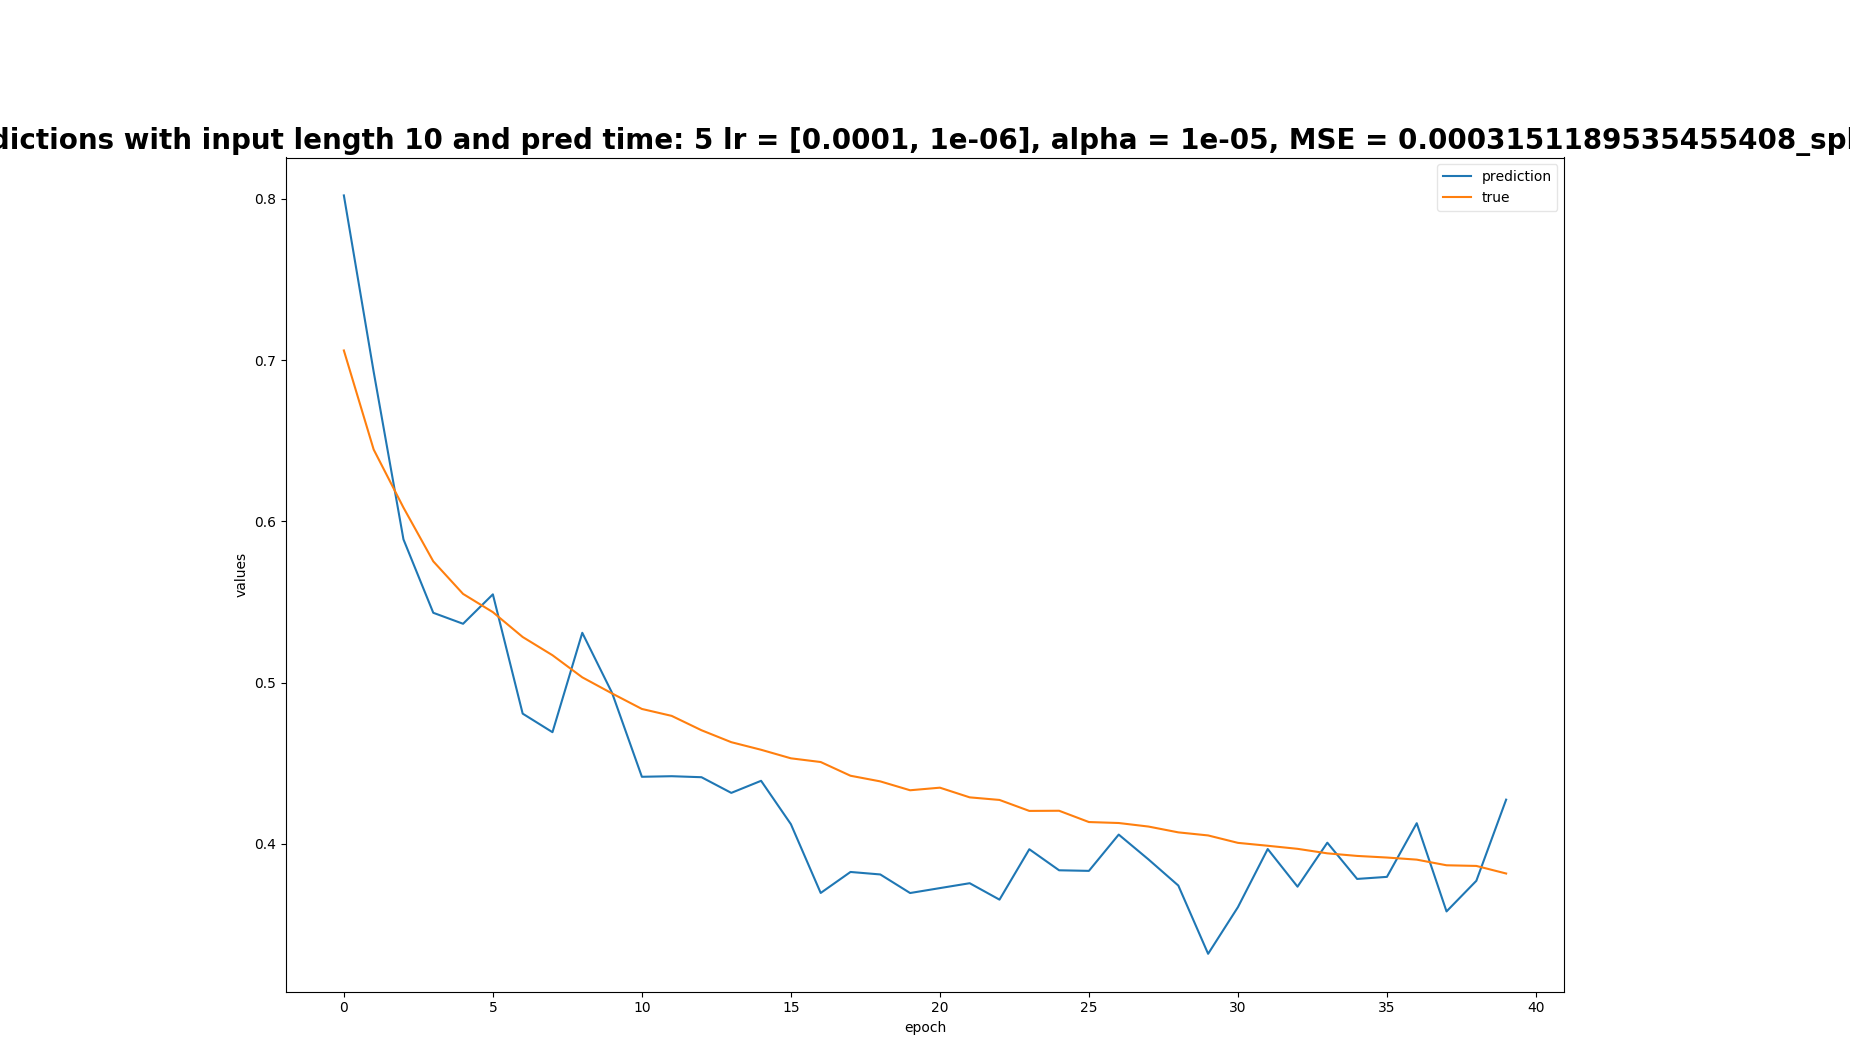 dictions with input length 10 and pred time: 5 lr = [0.0001, 1e-06], alpha = 1e-05, MSE = 0.0003151189535455408_spl
prediction
true
0.8
0.7
0.6
0.5
0.4
values
0 5 10 15 20 25 30 35 40
epoch